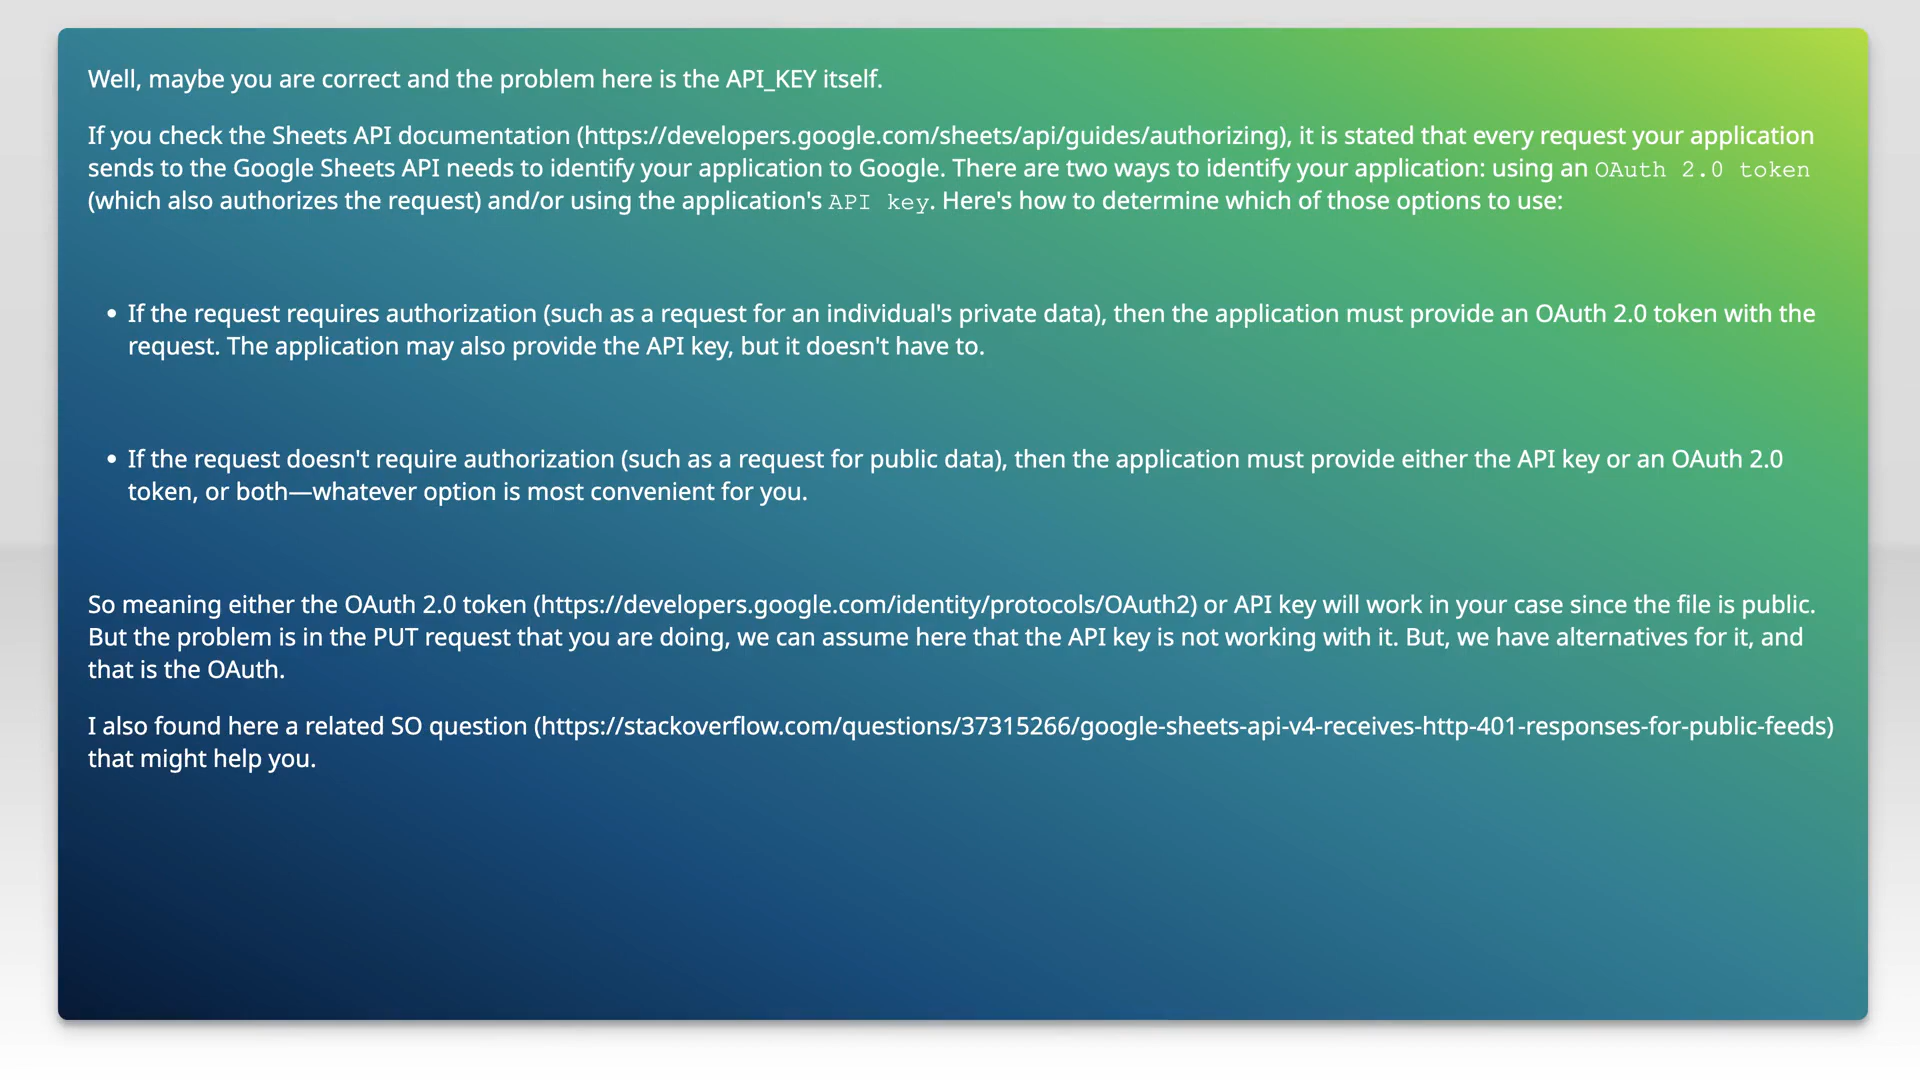 Well, maybe you are correct and the problem here is the API_KEY itself.
If you check the Sheets API documentation (https://developers.google.com/sheets/api/guides/authorizing), it is stated that every request your application
sends to the Google Sheets API needs to identify your application to Google. There are two ways to identify your application: using an OAuth 2.0 token
(which also authorizes the request) and/or using the application's API key. Here's how to determine which of those options to use:
• If the request requires authorization (such as a request for an individual's private data), then the application must provide an OAuth 2.0 token with the
request. The application may also provide the API key, but it doesn't have to.
• If the request doesn't require authorization (such as a request for public data), then the application must provide either the API key or an OAuth 2.0
token, or both—whatever option is most convenient for you.
So meaning either the OAuth 2.0 token (https://developers.google.com/identity/protocols/OAuth2) or API key will work in your case since the file is public.
But the problem is in the PUT request that you are doing, we can assume here that the API key is not working with it. But, we have alternatives for it, and
that is the OAuth.
I also found here a related SO question (https://stackoverflow.com/questions/37315266/google-sheets-api-v4-receives-http-401-responses-for-public-feeds)
that might help you.